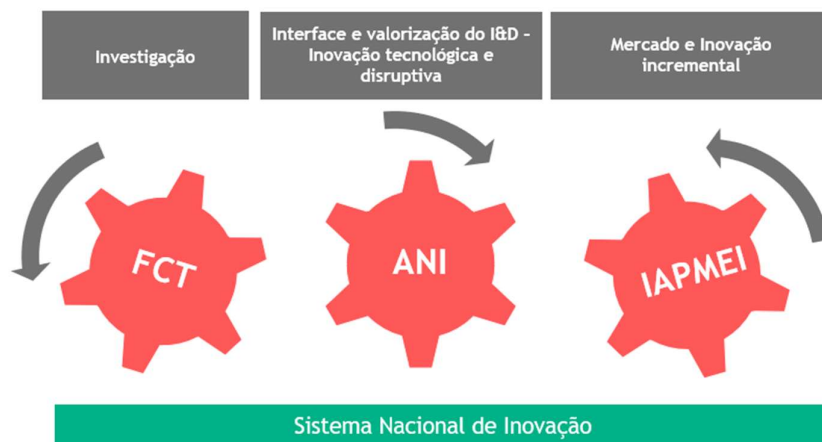 Investigação
Interface e valorização do I&D –
Inovação tecnológica e
disruptiva
Mercado e Inovação
incremental
FCT
ANI
IAPMEI
Sistema Nacional de Inovação